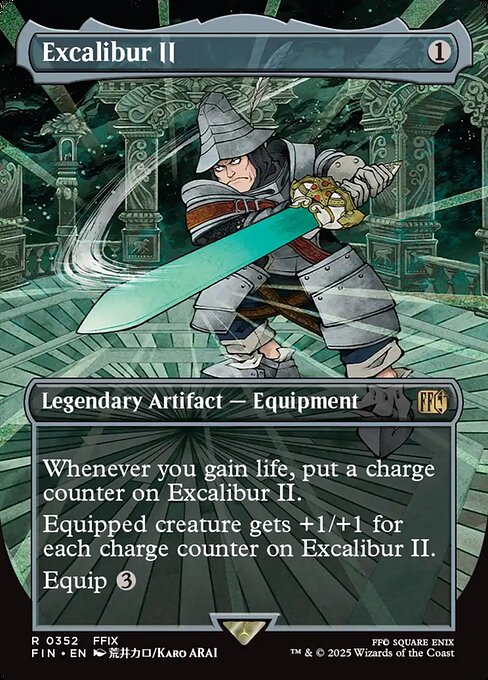 Excalibur II 1
Legendary Artifact — Equipment
Whenever you gain life, put a charge
counter on Excalibur II.
Equipped creature gets +1/+1 for
each charge counter on Excalibur II.
Equip 3
R 0352 FFIX
FIN • EN 荒井カロ/Karo ARAI
FF© SQUARE ENIX
™ & © 2025 Wizards of the Coast